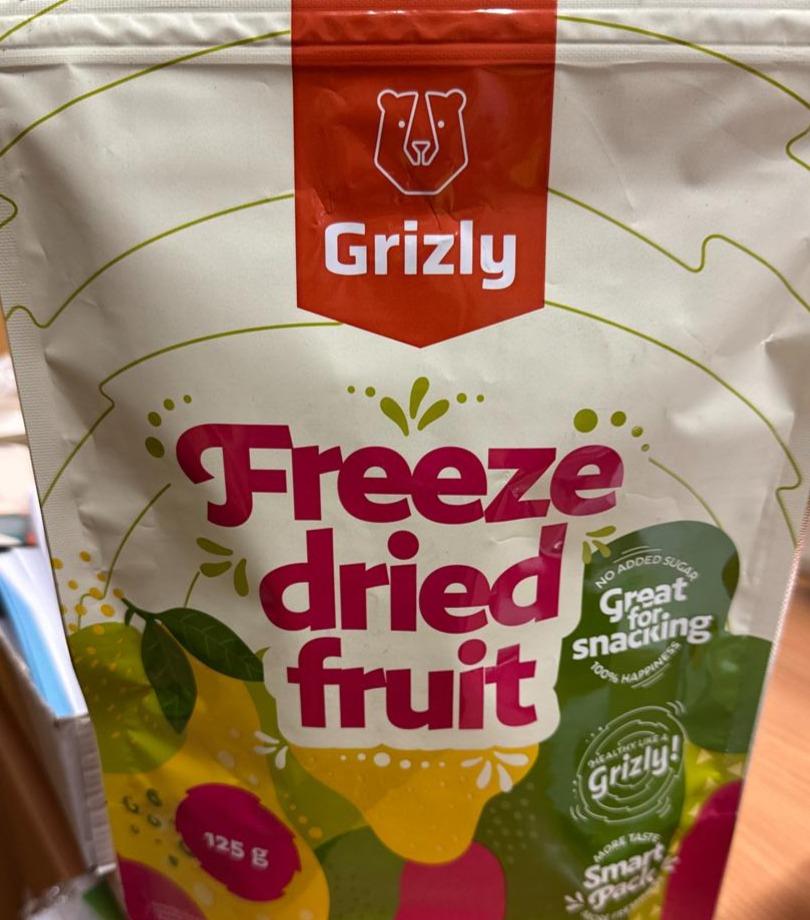 Grizly
Freeze
dried
fruit
NO ADDED SUGAR
Great
for
snacking
100% HAPPINESS
HEALTHY LIKE A
Grizly!
125 g
MORE TASTE
Smart
Pack